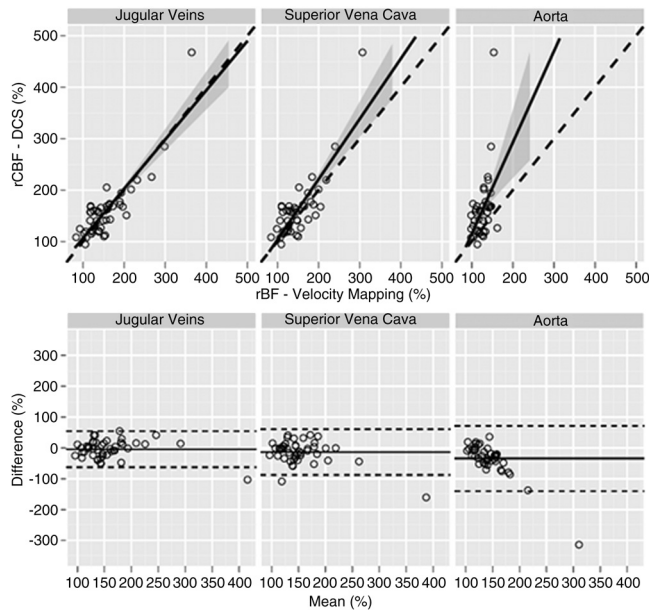 Jugular Veins Superior Vena Cava Aorta
500
400
300
200
100
rCBF - DCS (%)
100 200 300 400 500 100 200 300 400 500 100 200 300 400 500
rBF - Velocity Mapping (%)
Jugular Veins Superior Vena Cava Aorta
300
200
100
0
-100
-200
-300
Difference (%)
100 150 200 250 300 350 400 100 150 200 250 300 350 400 100 150 200 250 300 350 400
Mean (%)